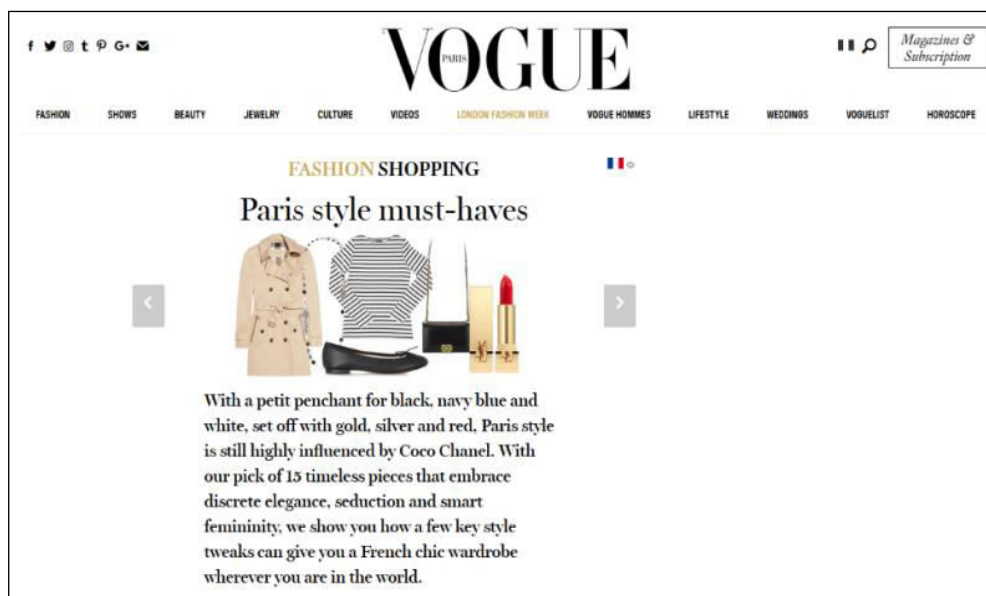 VOGUE
PARIS
Magazines &
Subscription
FASHION SHOWS BEAUTY JEWELRY CULTURE VIDEOS LONDON FASHION WEEK VOGUE HOMMES LIFESTYLE WEDDINGS VOGUELIST HOROSCOPE
FASHION SHOPPING
Paris style must-haves
With a petit penchant for black, navy blue and
white, set off with gold, silver and red, Paris style
is still highly influenced by Coco Chanel. With
our pick of 15 timeless pieces that embrace
discrete elegance, seduction and smart
femininity, we show you how a few key style
tweaks can give you a French chic wardrobe
wherever you are in the world.